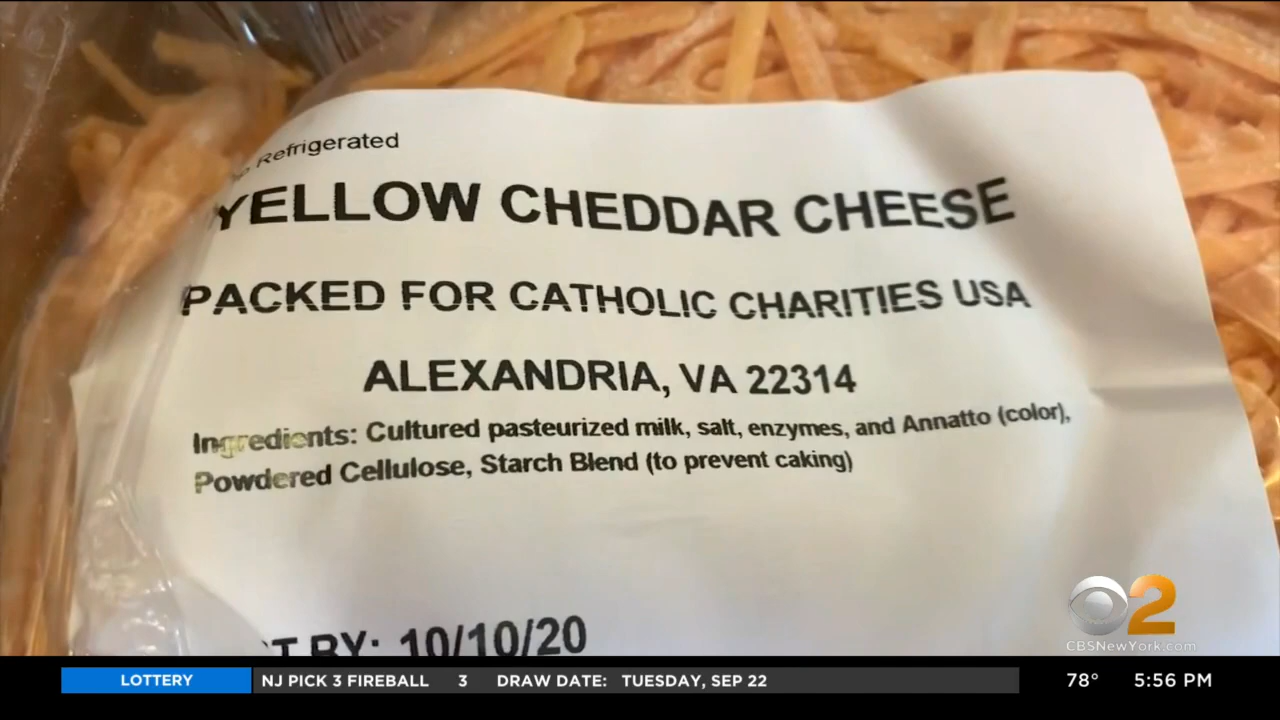 Refrigerated
YELLOW CHEDDAR CHEESE
PACKED FOR CATHOLIC CHARITIES USA
ALEXANDRIA, VA 22314
Ingredients: Cultured pasteurized milk, salt, enzymes, and Annatto (color),
Powdered Cellulose, Starch Blend (to prevent caking)
BY: 10/10/20
2
CBSNewYork.com
LOTTERY NJ PICK 3 FIREBALL 3 DRAW DATE: TUESDAY, SEP 22 78° 5:56 PM